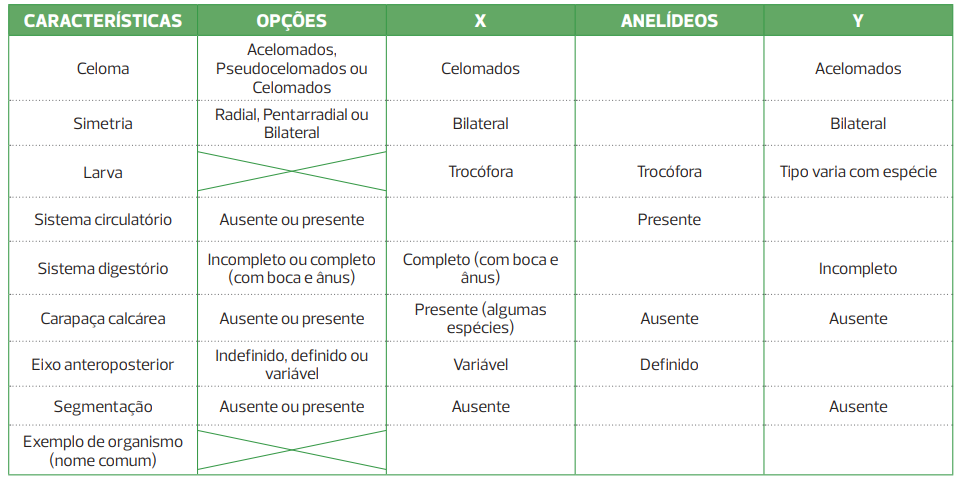 CARACTERÍSTICAS OPÇÕES X ANELÍDEOS Y
Celoma
Acelomados,
Pseudocelomados ou
Celomados
Celomados
Acelomados
Simetria
Radial, Pentarradial ou
Bilateral
Bilateral
Bilateral
Larva
Trocófora
Trocófora
Tipo varia com espécie
Sistema circulatório
Ausente ou presente
Presente
Sistema digestório
Incompleto ou completo
(com boca e ânus)
Completo (com boca e
ânus)
Incompleto
Carapaça calcárea
Ausente ou presente
Presente (algumas
espécies)
Ausente
Ausente
Eixo anteroposterior
Indefinido, definido ou
variável
Variável
Definido
Segmentação
Ausente ou presente
Ausente
Ausente
Exemplo de organismo
(nome comum)